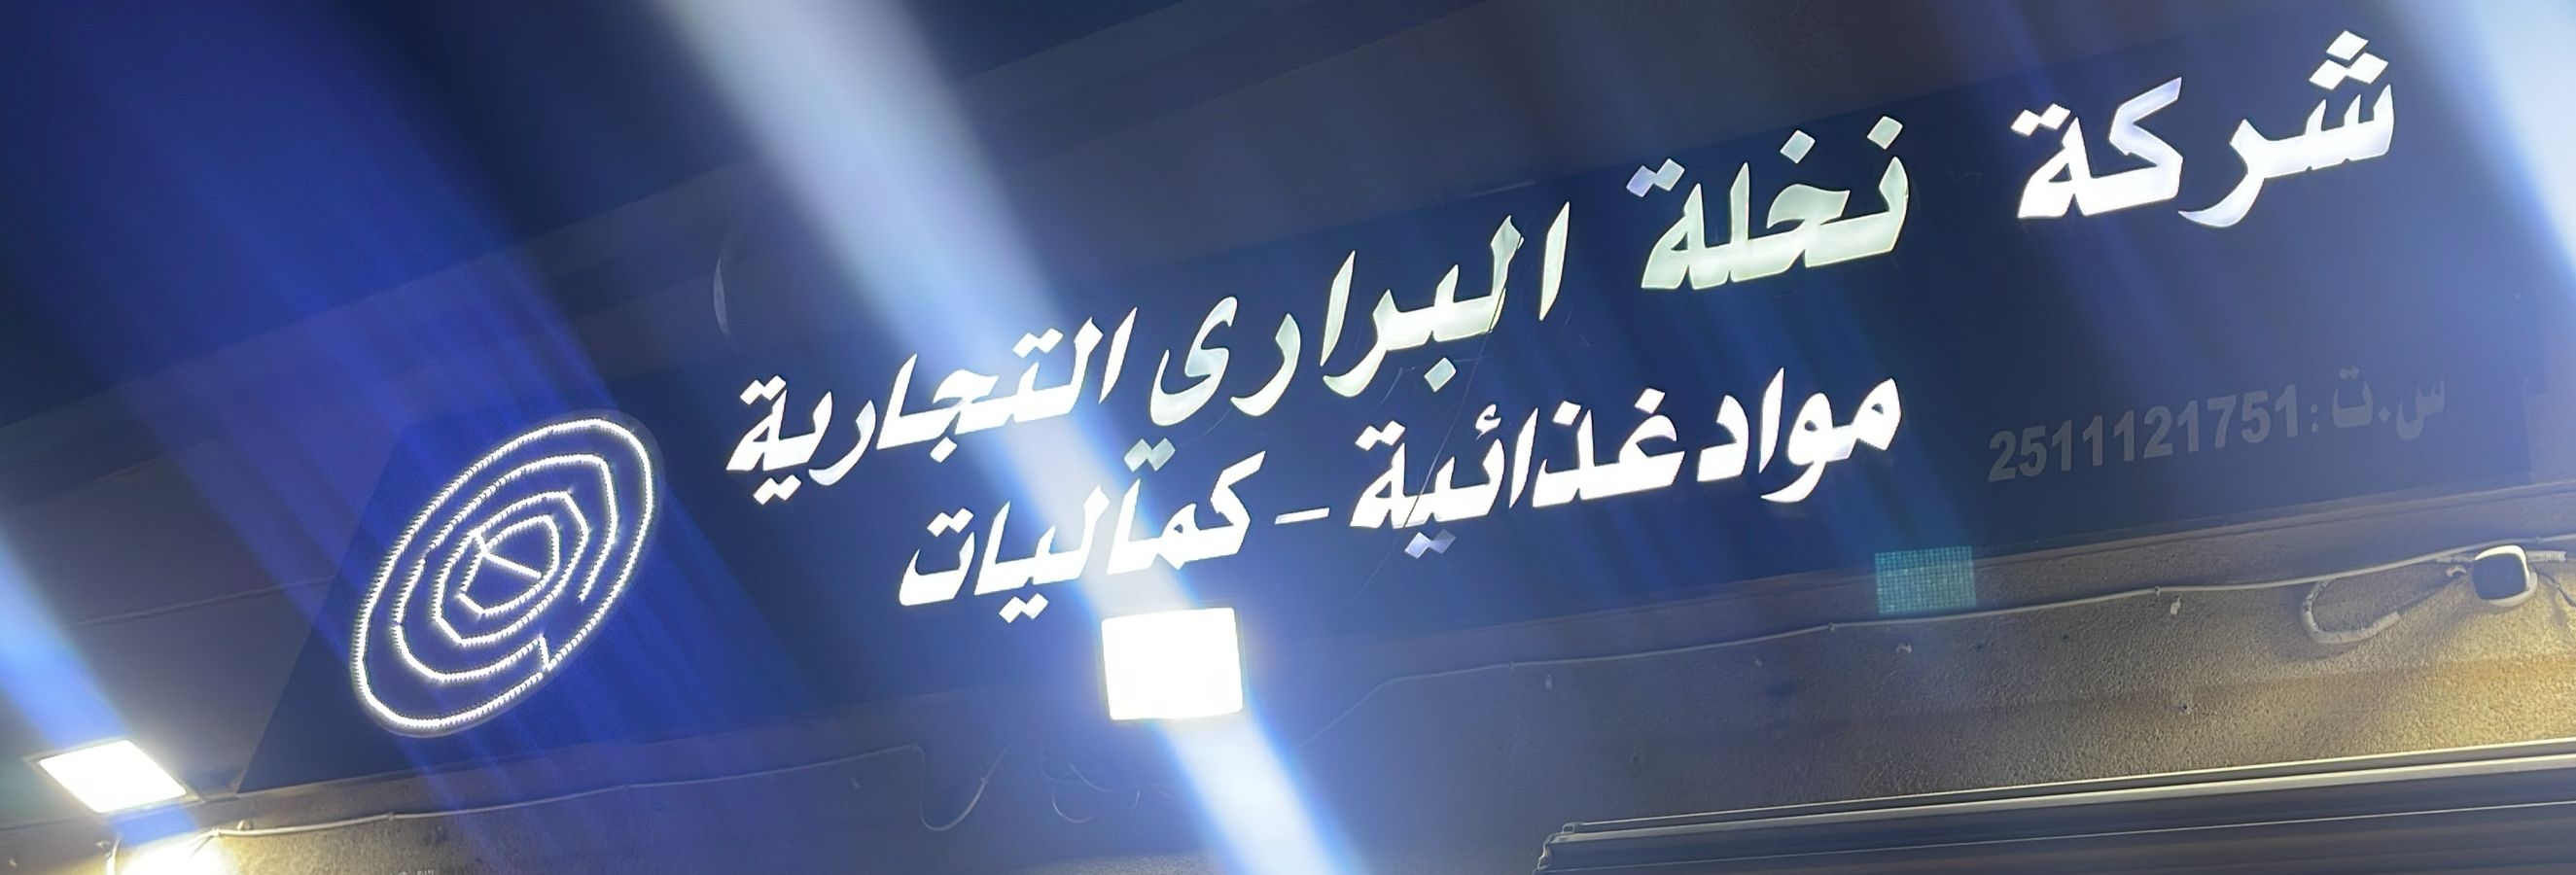 شركة نخلة البرارى التجارية
مواد غذائية - كماليات
س.ت: 2511121751